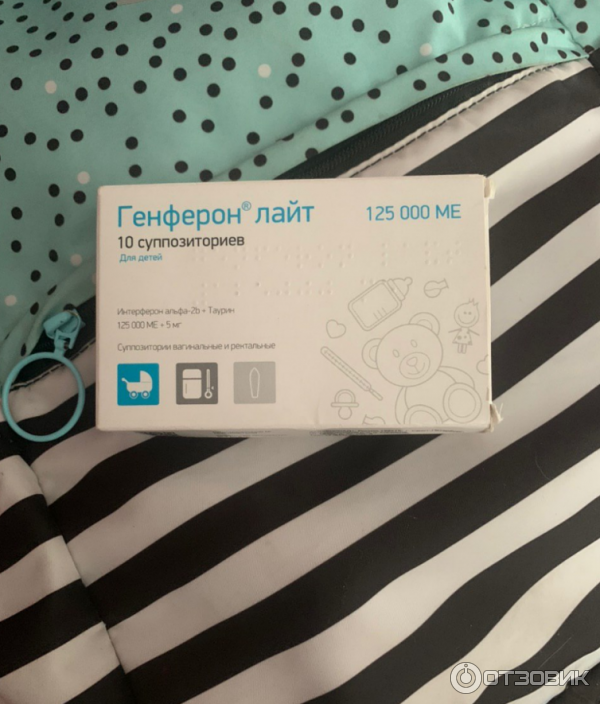 Генферон® лайт 125 000 МЕ
10 суппозиториев
Для детей
Интерферон альфа-2b + Таурин
125 000 МЕ + 5 мг
Суппозитории вагинальные и ректальные
ОТЗОВИК